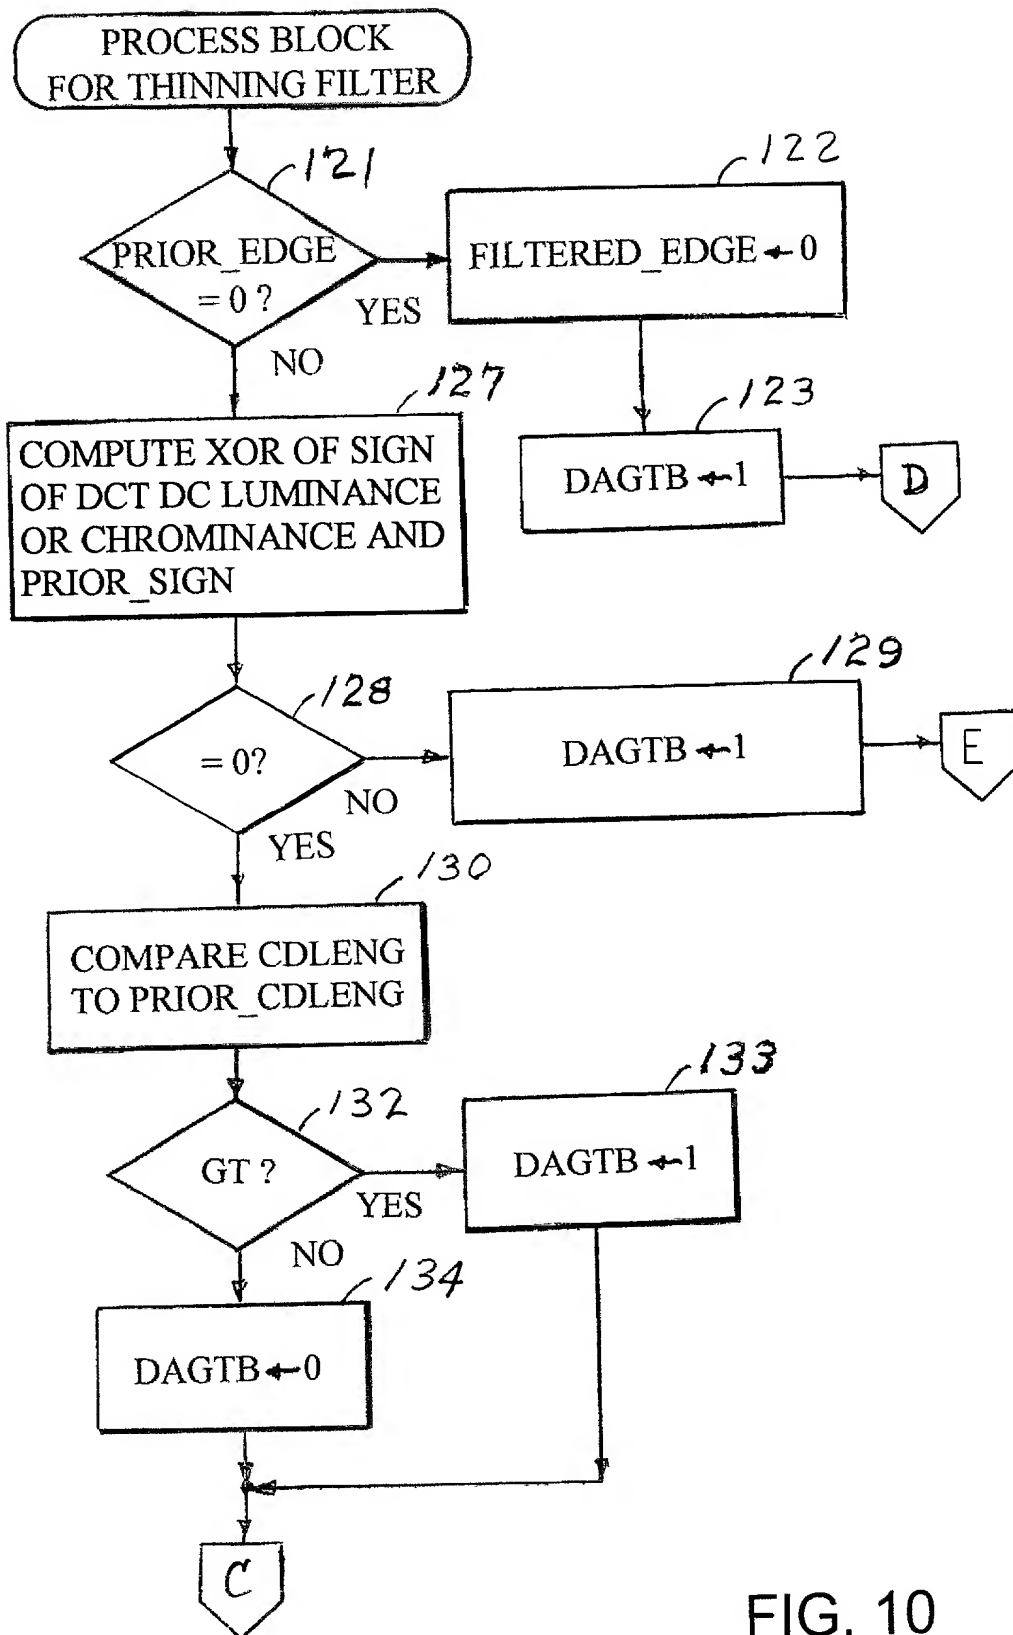 PROCESS BLOCK
FOR THINNING FILTER
121
PRIOR_EDGE
= 0 ?
YES
NO
122
FILTERED_EDGE ← 0
123
DAGTB ← 1
D
127
COMPUTE XOR OF SIGN
OF DCT DC LUMINANCE
OR CHROMINANCE AND
PRIOR_SIGN
128
= 0?
NO
YES
129
DAGTB ← 1
E
130
COMPARE CDLENG
TO PRIOR_CDLENG
132
GT ?
YES
NO
133
DAGTB ← 1
134
DAGTB ← 0
C
FIG. 10